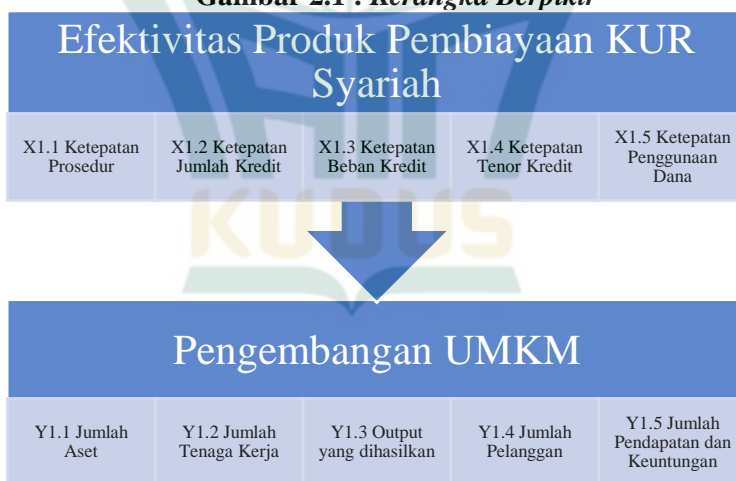 Gambar 2.1 : Kerangka Berpikir
Efektivitas Produk Pembiayaan KUR
Syariah
X1.1 Ketepatan
Prosedur
X1.2 Ketepatan
Jumlah Kredit
X1.3 Ketepatan
Beban Kredit
X1.4 Ketepatan
Tenor Kredit
X1.5 Ketepatan
Penggunaan
Dana
KUDUS
Pengembangan UMKM
Y1.1 Jumlah
Aset
Y1.2 Jumlah
Tenaga Kerja
Y1.3 Output
yang dihasilkan
Y1.4 Jumlah
Pelanggan
Y1.5 Jumlah
Pendapatan dan
Keuntungan